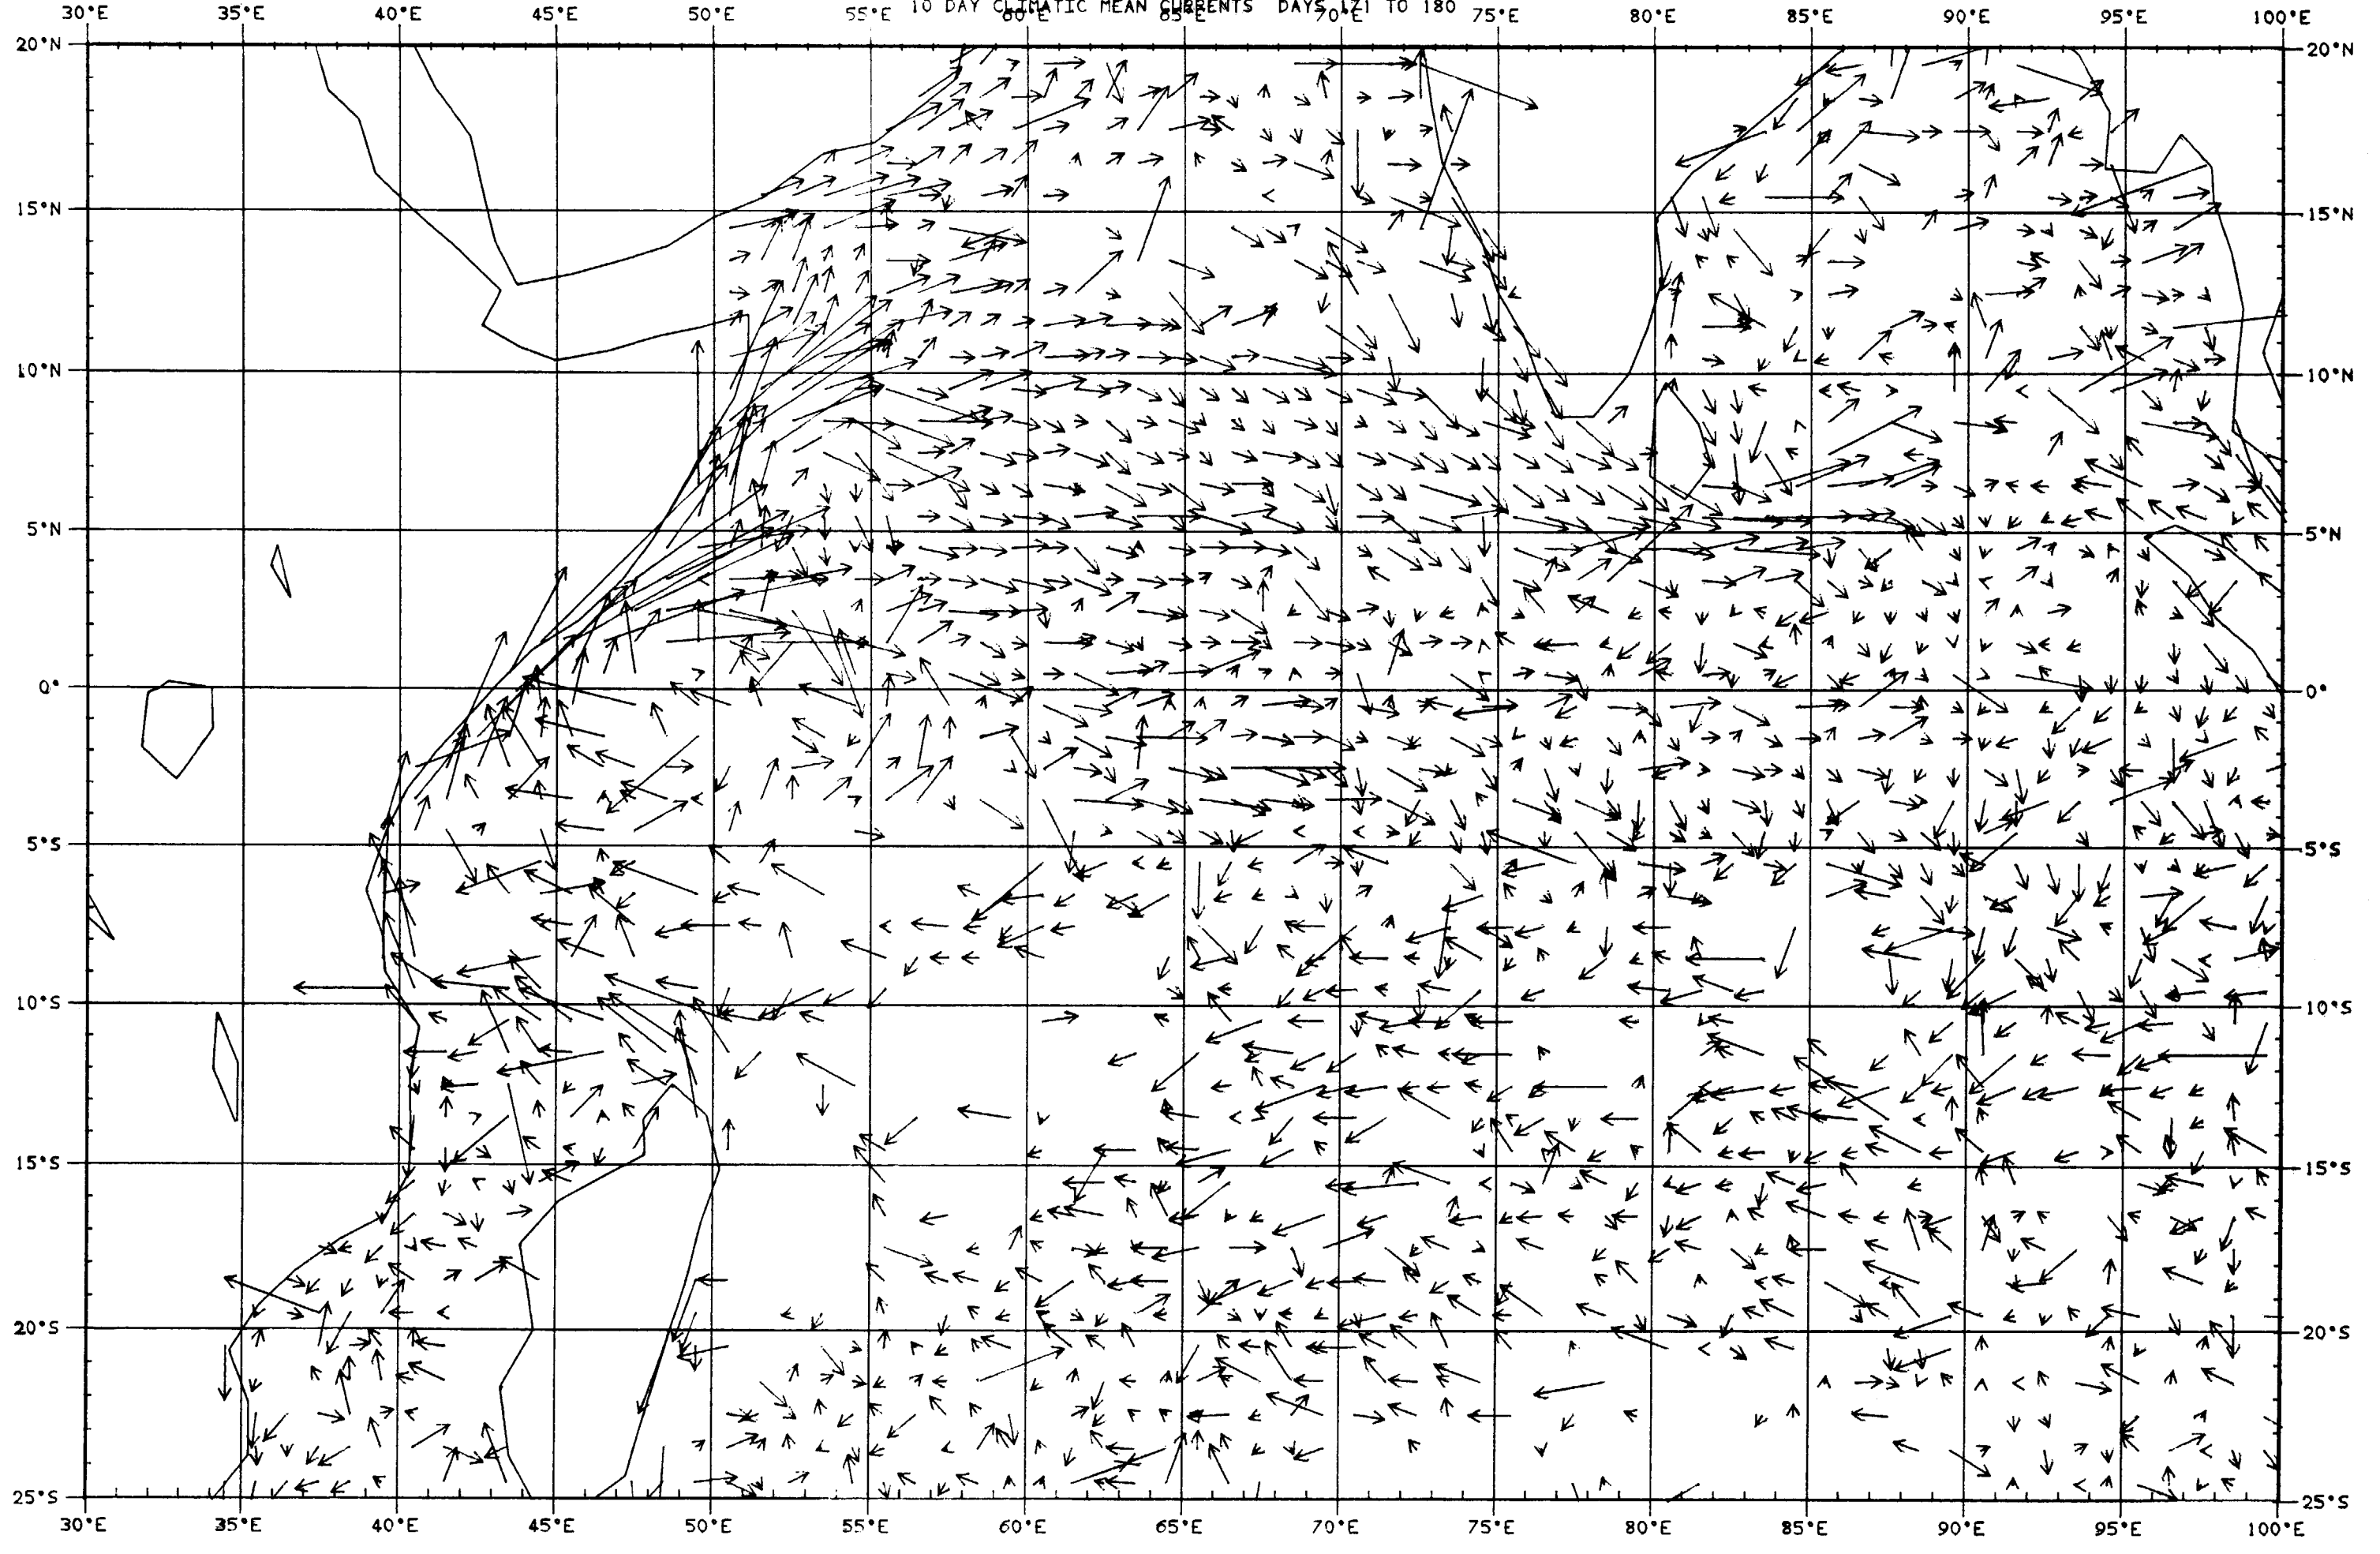 30°E 35°E 40°E 45°E 50°E 55°E 60°E 65°E 70°E 75°E 80°E 85°E 90°E 95°E 100°E
10 DAY CLIMATIC MEAN CURRENTS DAYS 171 TO 180
20°N 20°N
15°N 15°N
10°N 10°N
5°N 5°N
0° 0°
5°S 5°S
10°S 10°S
15°S 15°S
20°S 20°S
25°S 25°S
30°E 35°E 40°E 45°E 50°E 55°E 60°E 65°E 70°E 75°E 80°E 85°E 90°E 95°E 100°E